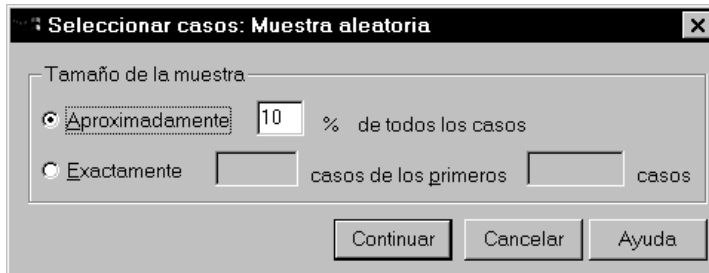 Seleccionar casos: Muestra aleatoria
Tamaño de la muestra
Aproximadamente 10 % de todos los casos
Exactamente casos de los primeros casos
Continuar Cancelar Ayuda